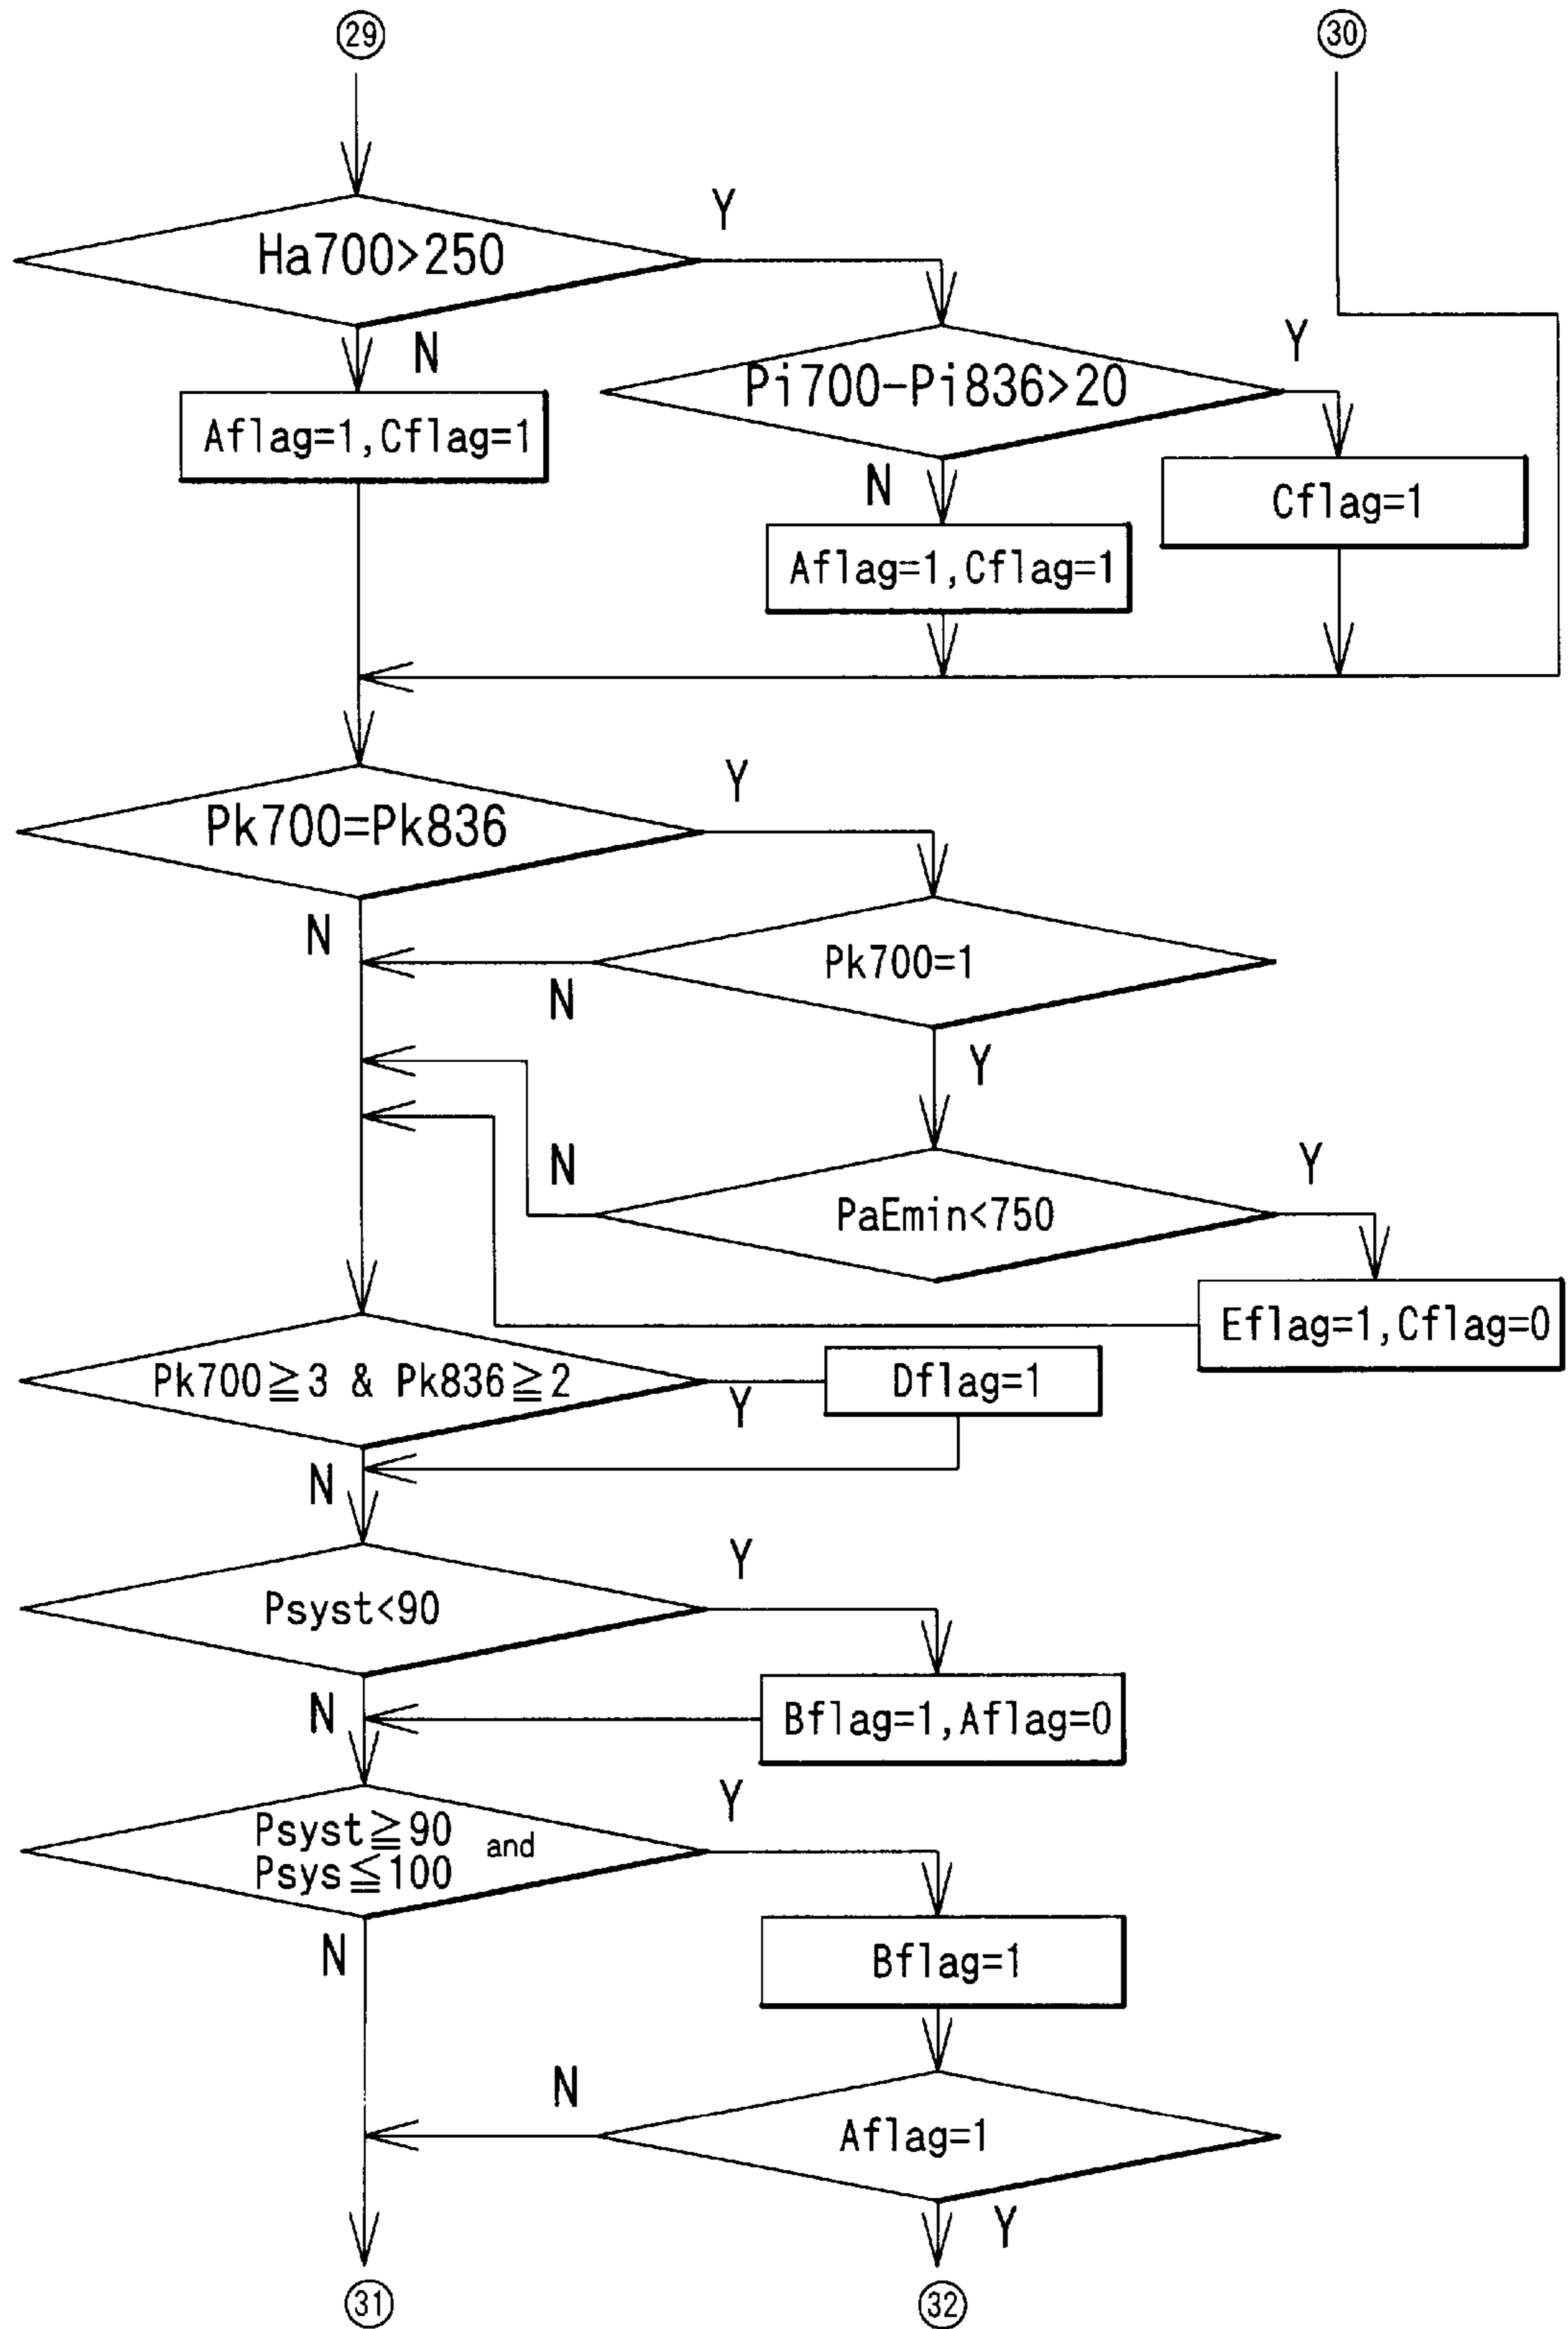 29
30
Y
Ha700>250
N
Y
Pi700-Pi836>20
Aflag=1,Cflag=1
N
Cflag=1
Aflag=1,Cflag=1
Y
Pk700=Pk836
N
Pk700=1
N
Y
N
Y
PaEmin<750
Eflag=1,Cflag=0
Pk700≧3 & Pk836≧2
Dflag=1
Y
N
Y
Psyst<90
N
Bflag=1,Aflag=0
Y
Psyst≧90 and
Psys≦100
N
Bflag=1
N
Aflag=1
Y
31
32